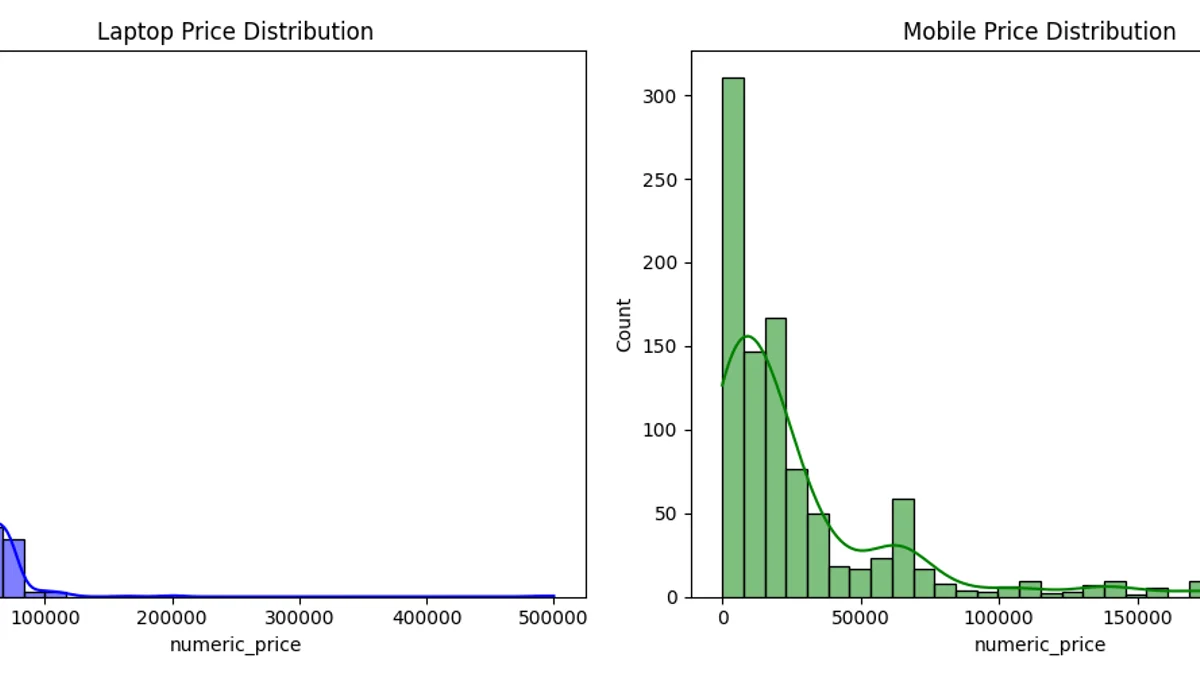 Laptop Price Distribution
100000 200000 300000 400000 500000
numeric_price
Mobile Price Distribution
Count
300
250
200
150
100
50
0
0 50000 100000 150000
numeric_price